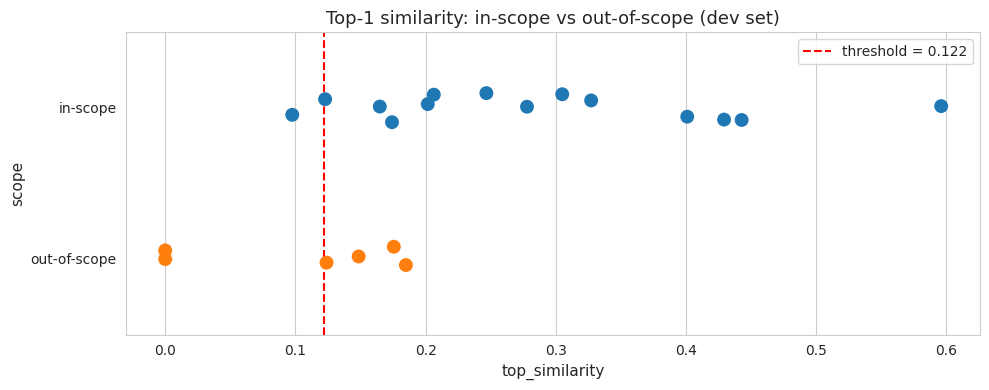 Top-1 similarity: in-scope vs out-of-scope (dev set)
threshold = 0.122
in-scope
scope
out-of-scope
0.0 0.1 0.2 0.3 0.4 0.5 0.6
top_similarity